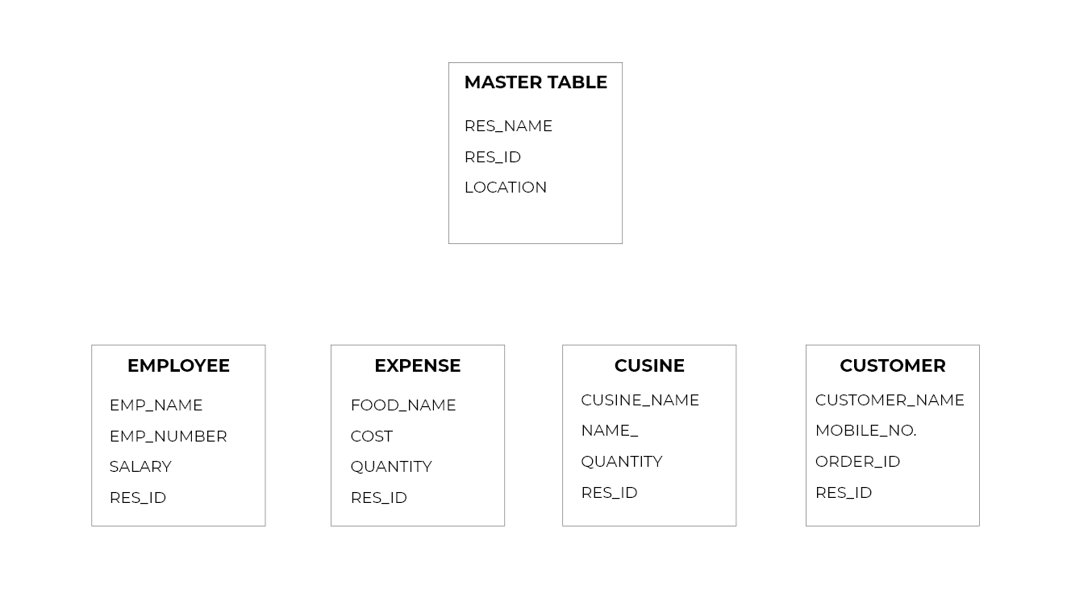 MASTER TABLE
RES_NAME
RES_ID
LOCATION
EMPLOYEE
EMP_NAME
EMP_NUMBER
SALARY
RES_ID
EXPENSE
FOOD_NAME
COST
QUANTITY
RES_ID
CUSINE
CUSINE_NAME
NAME_
QUANTITY
RES_ID
CUSTOMER
CUSTOMER_NAME
MOBILE_NO.
ORDER_ID
RES_ID